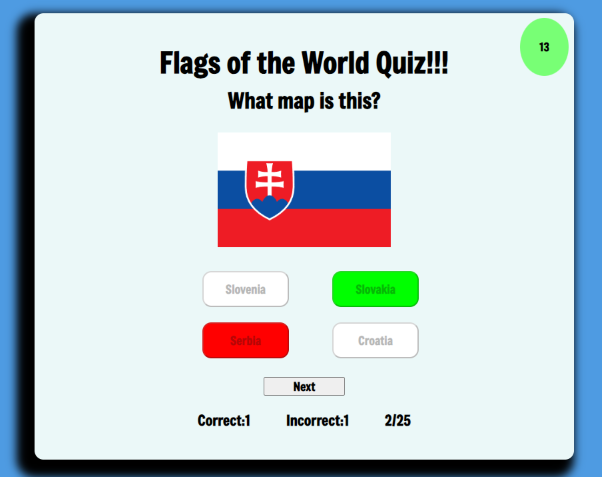 13
Flags of the World Quiz!!!
What map is this?
Slovenia Slovakia
Serbia Croatia
Next
Correct:1 Incorrect:1 2/25